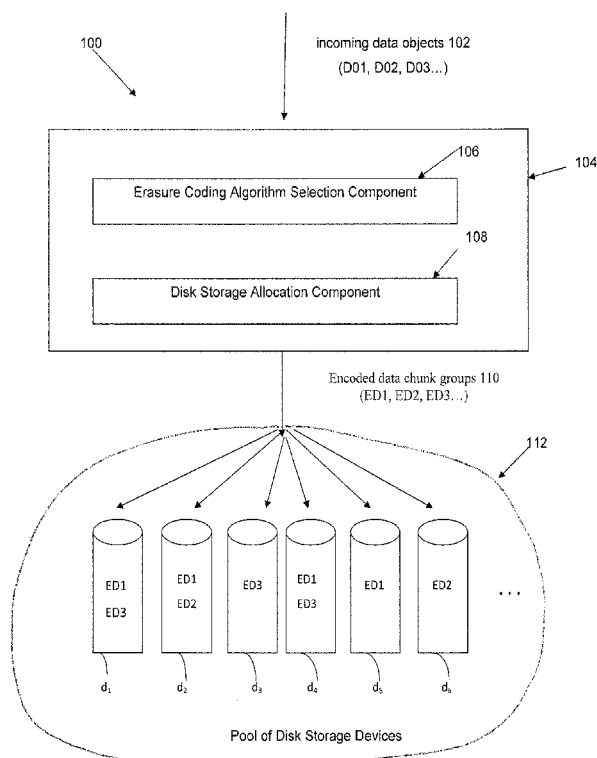 100
incoming data objects 102
(D01, D02, D03...)
106
104
Erasure Coding Algorithm Selection Component
108
Disk Storage Allocation Component
Encoded data chunk groups 110
(ED1, ED2, ED3...)
112
ED1
ED3
ED1
ED2
ED3
ED1
ED3
ED1
ED2
...
d₁
d₂
d₃
d₄
d₅
d₆
Pool of Disk Storage Devices